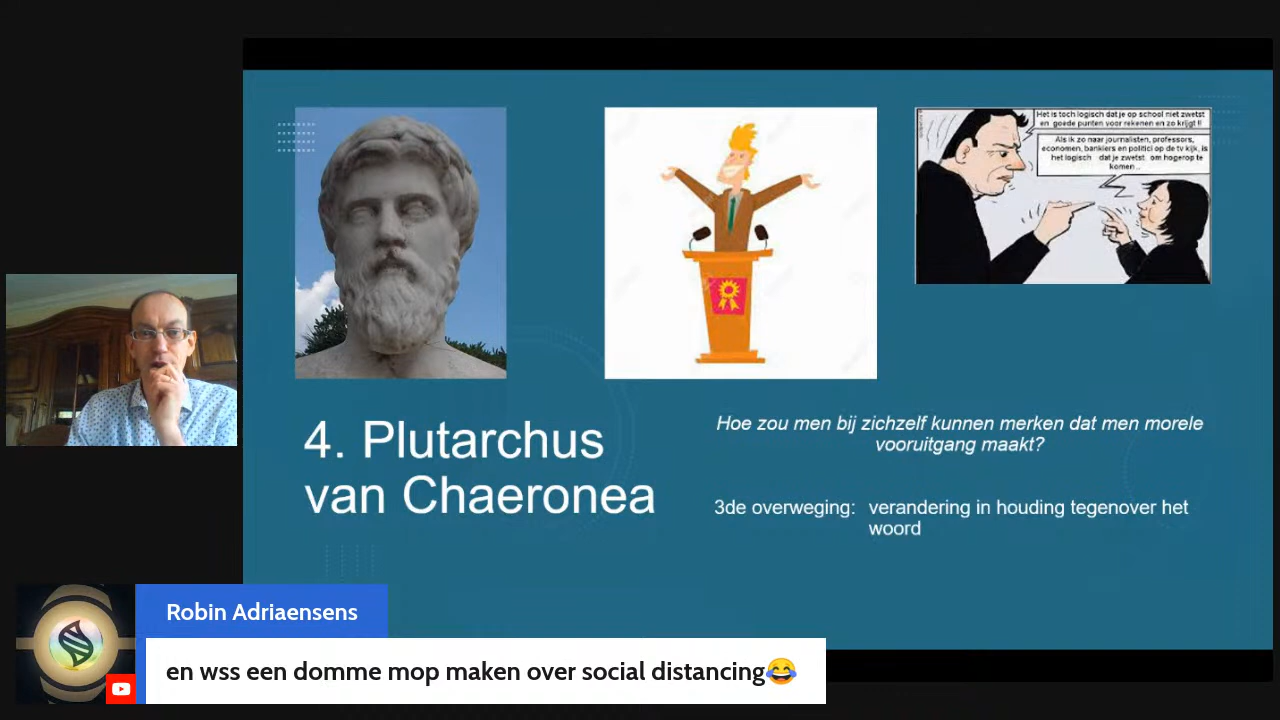 Het is toch logisch dat je op school niet zwetst
en goede punten voor rekenen en zo krijgt !!
Als ik zo naar journalisten, professors,
economen, bankiers en politici op de tv kijk, is
het logisch dat je zwetst om hogerop te
komen...
4. Plutarchus
van Chaeronea
Hoe zou men bij zichzelf kunnen merken dat men morele
vooruitgang maakt?
3de overweging: verandering in houding tegenover het
woord
Robin Adriaensens
en wss een domme mop maken over social distancing😂